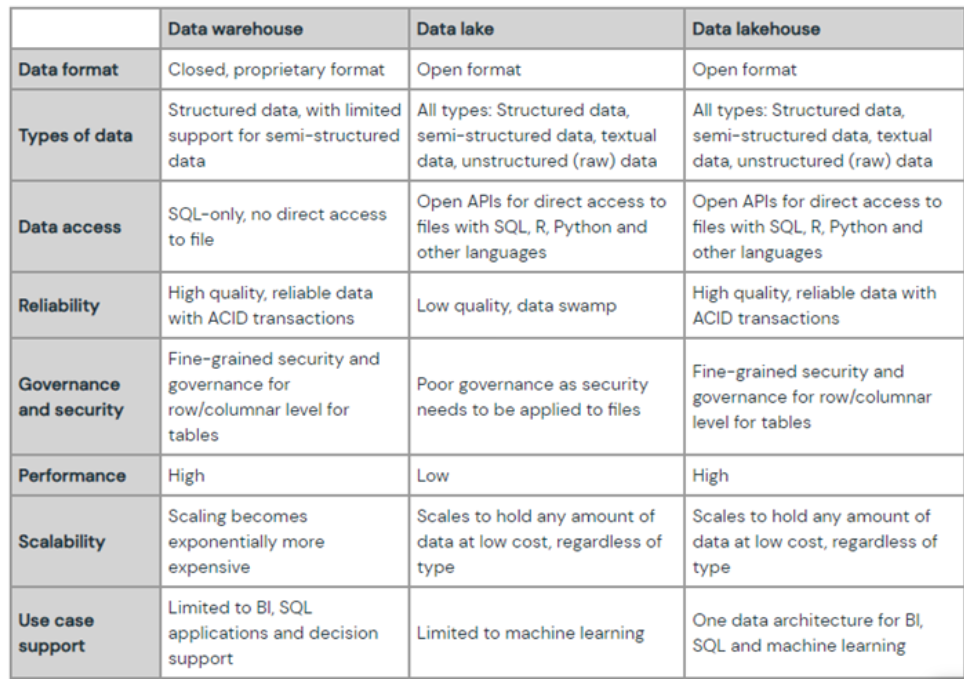 Data warehouse
Data lake
Data lakehouse
Data format
Closed, proprietary format
Open format
Open format
Types of data
Structured data, with limited
support for semi-structured
data
All types: Structured data,
semi-structured data, textual
data, unstructured (raw) data
All types: Structured data,
semi-structured data, textual
data, unstructured (raw) data
Data access
SQL-only, no direct access
to file
Open APIs for direct access to
files with SQL, R, Python and
other languages
Open APIs for direct access to
files with SQL, R, Python and
other languages
Reliability
High quality, reliable data
with ACID transactions
Low quality, data swamp
High quality, reliable data with
ACID transactions
Governance
and security
Fine-grained security and
governance for
row/columnar level for
tables
Poor governance as security
needs to be applied to files
Fine-grained security and
governance for row/columnar
level for tables
Performance
High
Low
High
Scalability
Scaling becomes
exponentially more
expensive
Scales to hold any amount of
data at low cost, regardless of
type
Scales to hold any amount of
data at low cost, regardless of
type
Use case
support
Limited to BI, SQL
applications and decision
support
Limited to machine learning
One data architecture for BI,
SQL and machine learning